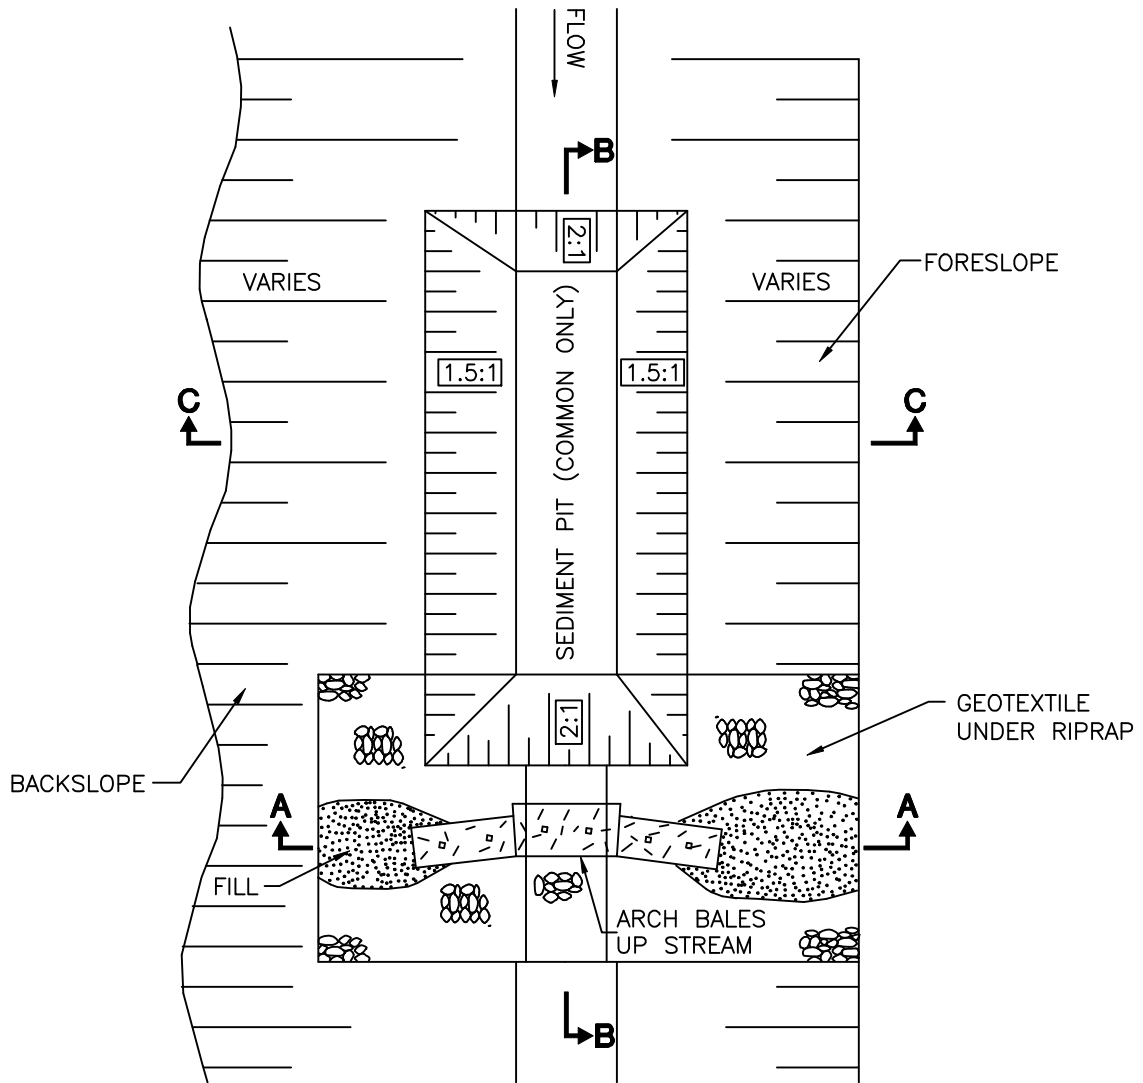 FLOW
B
2:1
FORESLOPE
VARIES
VARIES
SEDIMENT PIT (COMMON ONLY)
1.5:1
1.5:1
C
C
GEOTEXTILE
UNDER RIPRAP
2:1
BACKSLOPE
A
A
FILL
ARCH BALES
UP STREAM
B